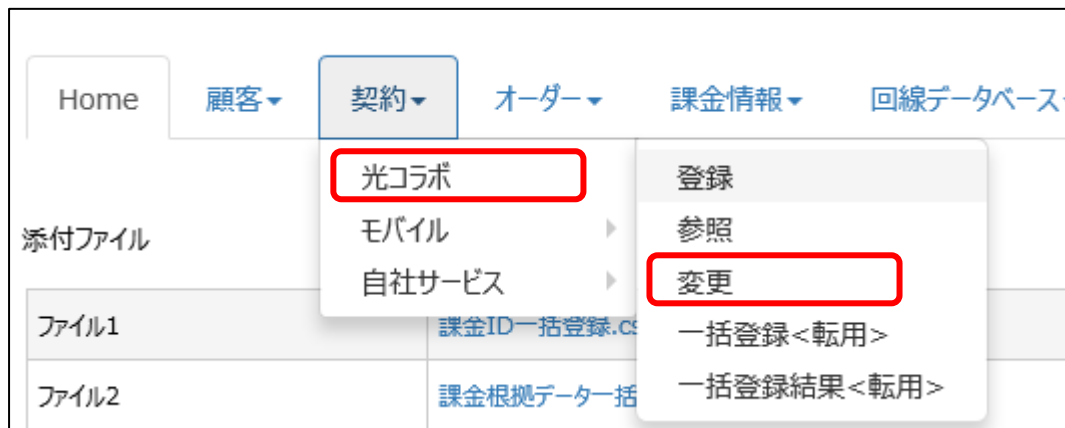 Home 顧客▼ 契約▼ オーダー▼ 課金情報▼ 回線データベース
光コラボ 登録
モバイル 参照
添付ファイル
自社サービス 変更
ファイル1 課金ID一括登録.cs
一括登録<転用>
ファイル2 課金根拠データ一括
一括登録結果<転用>